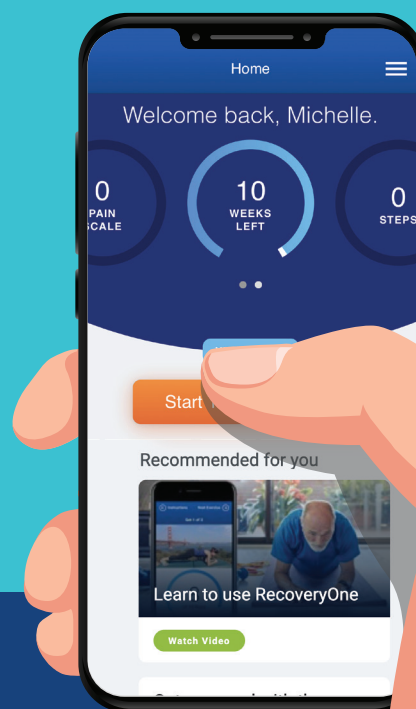 Home
Welcome back, Michelle.
0
PAIN
SCALE
10
WEEKS
LEFT
0
STEPS
Start
Recommended for you
Learn to use RecoveryOne
Watch Video